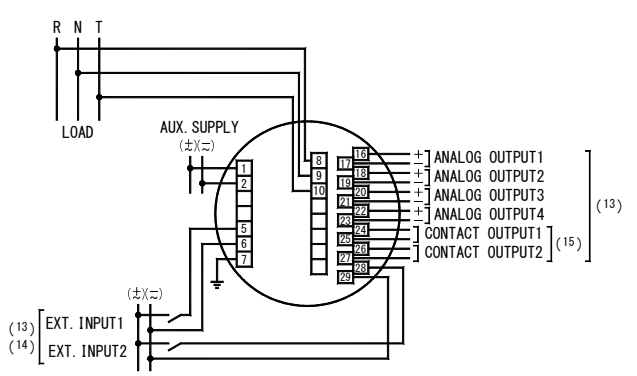 R N T
LOAD
AUX. SUPPLY
(±)(∓)
1
2
5
6
7
8
9
10
16
17
18
19
20
21
22
23
24
25
26
27
28
29
+
− ANALOG OUTPUT1
+
− ANALOG OUTPUT2
+
− ANALOG OUTPUT3
+
− ANALOG OUTPUT4
CONTACT OUTPUT1
CONTACT OUTPUT2
(15)
(13)
(±)(∓)
(13)
(14)
EXT. INPUT1
EXT. INPUT2